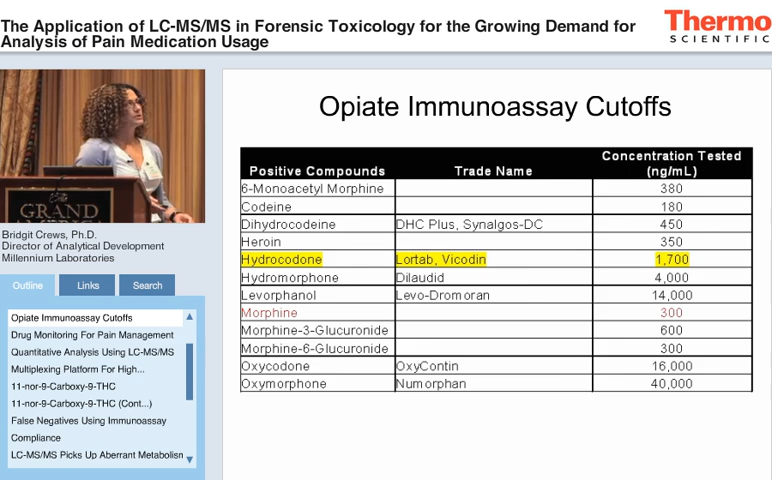 The Application of LC-MS/MS in Forensic Toxicology for the Growing Demand for
Analysis of Pain Medication Usage
Thermo
SCIENTIFIC
GRAND
AMERICA
Bridgit Crews, Ph.D.
Director of Analytical Development
Millennium Laboratories
Outline Links Search
Opiate Immunoassay Cutoffs
Drug Monitoring For Pain Management
Quantitative Analysis Using LC-MS/MS
Multiplexing Platform For High...
11-nor-9-Carboxy-9-THC
11-nor-9-Carboxy-9-THC (Cont...)
False Negatives Using Immunoassay
Compliance
LC-MS/MS Picks Up Aberrant Metabolism
Opiate Immunoassay Cutoffs
Positive Compounds Trade Name Concentration Tested (ng/mL)
6-Monoacetyl Morphine 380
Codeine 180
Dihydrocodeine DHC Plus, Synalgos-DC 450
Heroin 350
Hydrocodone Lortab, Vicodin 1,700
Hydromorphone Dilaudid 4,000
Levorphanol Levo-Dromoran 14,000
Morphine 300
Morphine-3-Glucuronide 600
Morphine-6-Glucuronide 300
Oxycodone OxyContin 16,000
Oxymorphone Numorphan 40,000